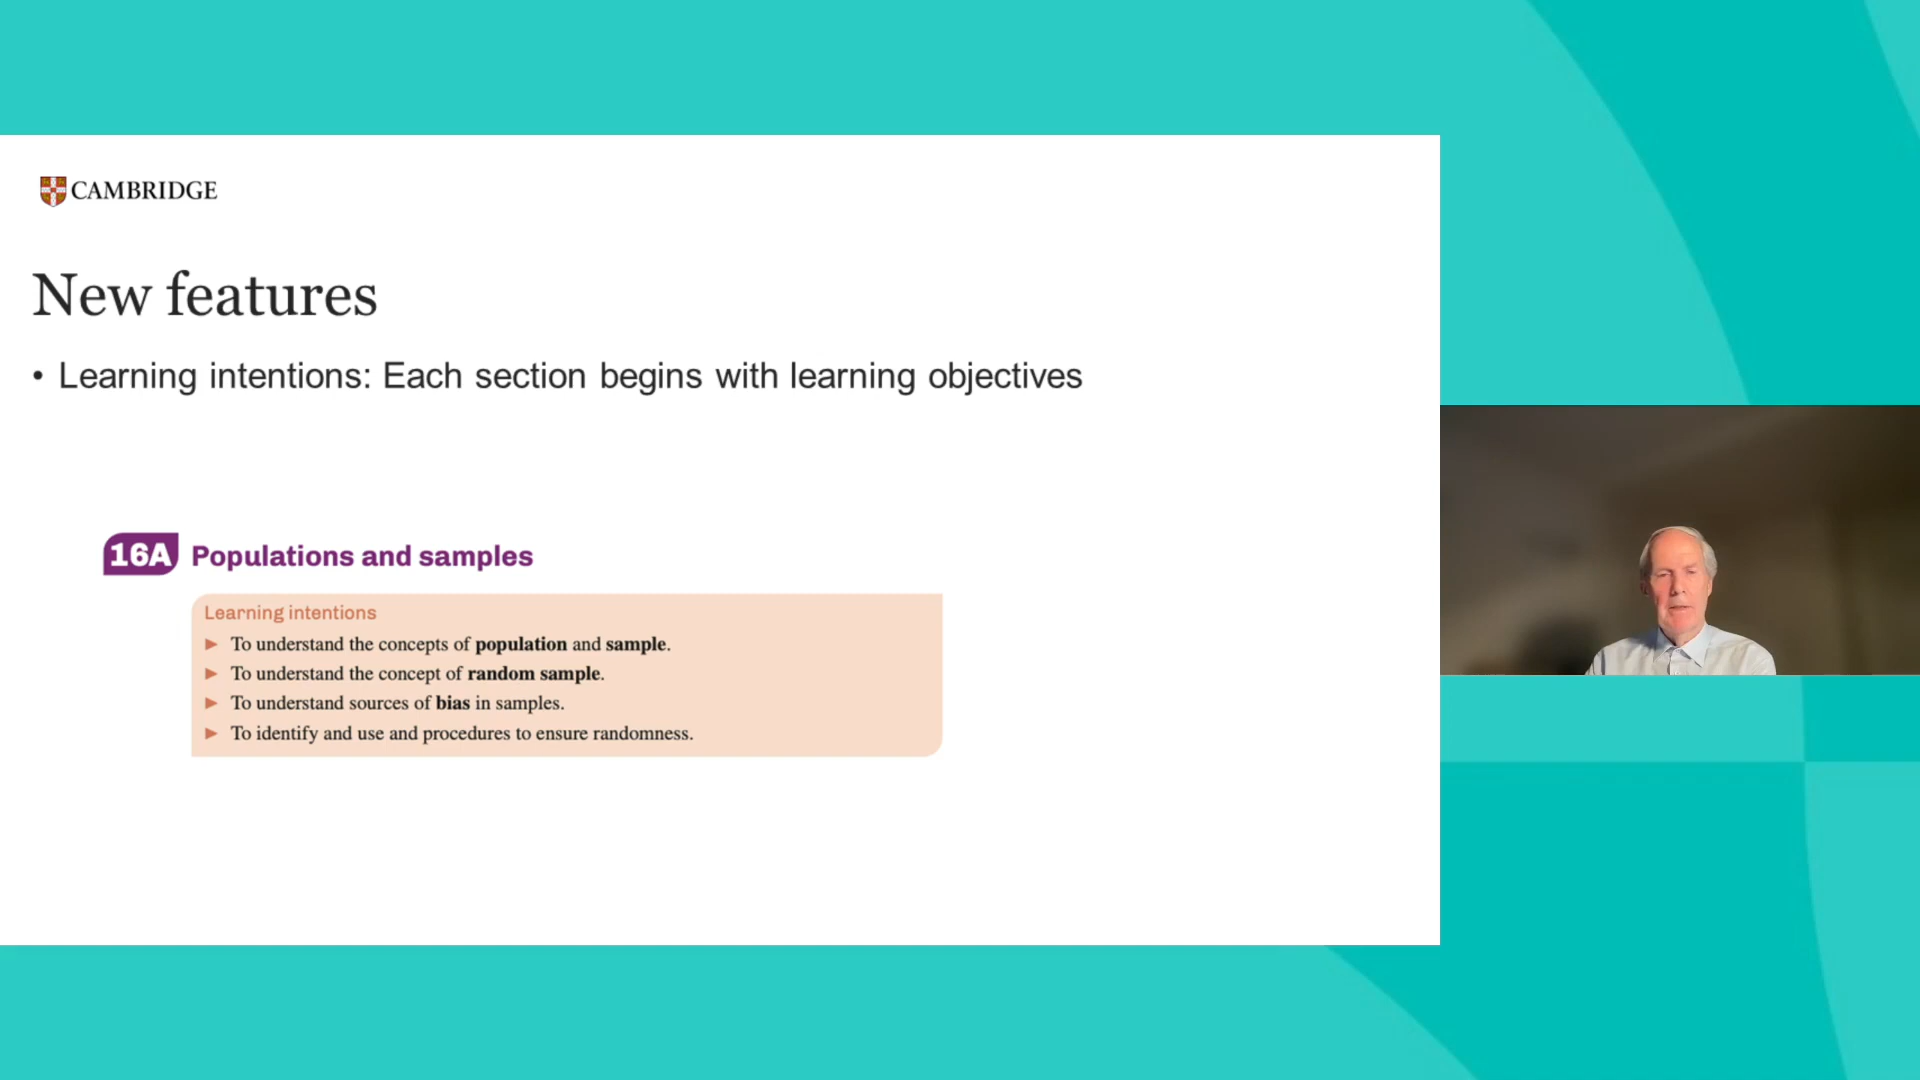 CAMBRIDGE
New features
• Learning intentions: Each section begins with learning objectives
16A Populations and samples
Learning intentions
► To understand the concepts of population and sample.
► To understand the concept of random sample.
► To understand sources of bias in samples.
► To identify and use and procedures to ensure randomness.